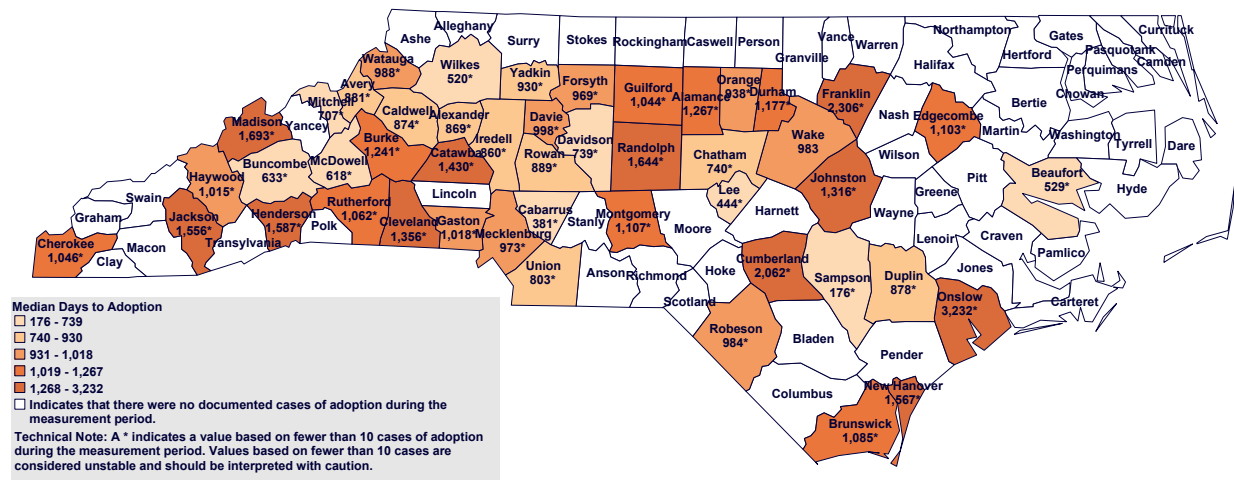 Alleghany
Ashe
Surry
Stokes
Rockingham
Caswell
Person
Granville
Vance
Warren
Northampton
Gates
Currituck
Pasquotank
Camden
Hertford
Halifax
Perquimans
Chowan
Bertie
Watauga
988*
Wilkes
520*
Yadkin
930*
Forsyth
969*
Guilford
1,044*
Alamance
1,267*
Orange
938*
Durham
1,177*
Franklin
2,306*
Nash
Edgecombe
1,103*
Martin
Washington
Tyrrell
Dare
Avery
881*
Mitchell
707*
Yancey
Madison
1,693*
Caldwell
874*
Alexander
869*
Iredell
860*
Davie
998*
Davidson
739*
Randolph
1,644*
Chatham
740*
Wake
983
Wilson
Burke
1,241*
McDowell
618*
Buncombe
633*
Haywood
1,015*
Catawba
1,430*
Rowan
889*
Lee
444*
Johnston
1,316*
Greene
Pitt
Beaufort
529*
Hyde
Swain
Graham
Jackson
1,556*
Henderson
1,587*
Transylvania
Polk
Rutherford
1,062*
Cleveland
1,356*
Lincoln
Gaston
1,018*
Mecklenburg
973*
Cabarrus
381*
Stanly
Montgomery
1,107*
Moore
Harnett
Wayne
Lenoir
Craven
Pamlico
Cherokee
1,046*
Clay
Macon
Union
803*
Anson
Richmond
Scotland
Hoke
Cumberland
2,062*
Sampson
176*
Duplin
878*
Jones
Onslow
3,232*
Carteret
Robeson
984*
Bladen
Pender
Columbus
New Hanover
1,567*
Brunswick
1,085*
Median Days to Adoption
176 - 739
740 - 930
931 - 1,018
1,019 - 1,267
1,268 - 3,232
Indicates that there were no documented cases of adoption during the
measurement period.
Technical Note: A * indicates a value based on fewer than 10 cases of adoption
during the measurement period. Values based on fewer than 10 cases are
considered unstable and should be interpreted with caution.